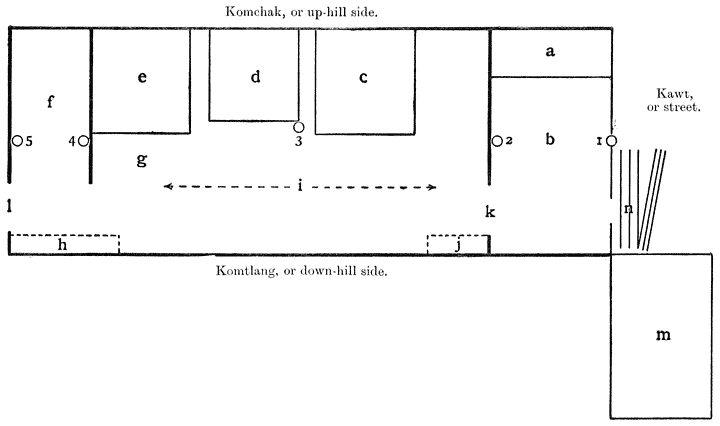 Komchak, or up-hill side.
a
e
d
c
f
Kawt,
or street.
5
4
3
2
b
1
g
i
l
k
n
h
j
Komtlang, or down-hill side.
m